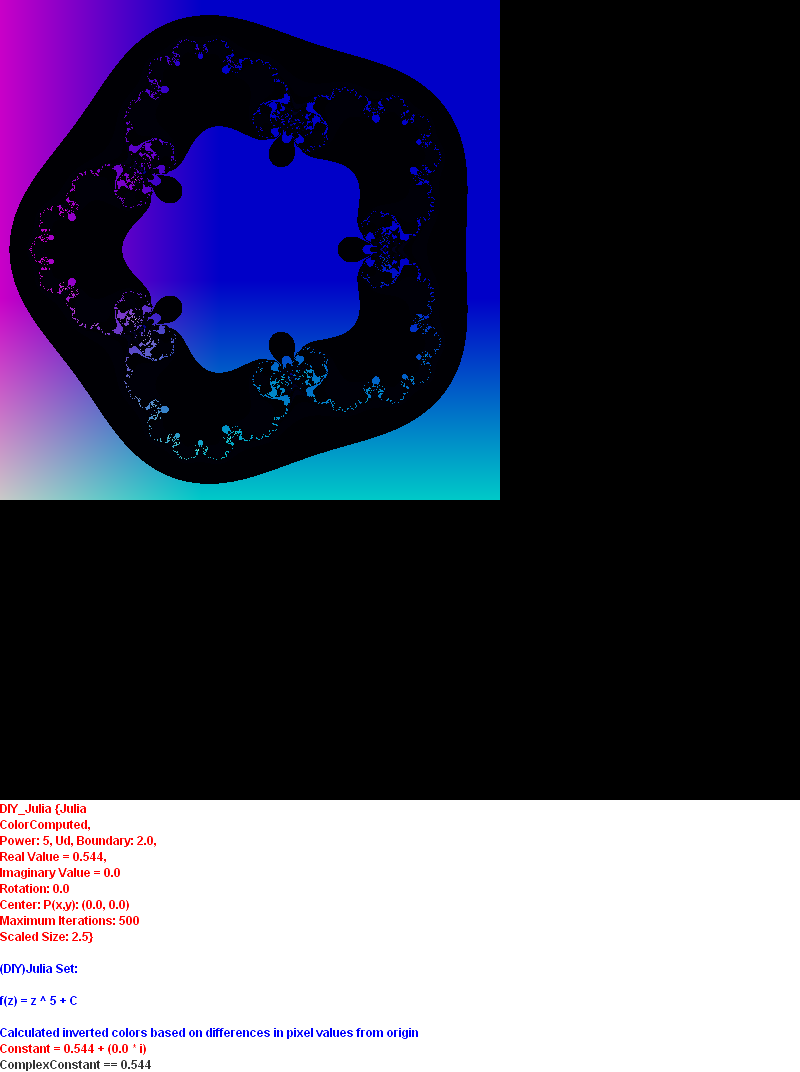 DIY_Julia {Julia
ColorComputed,
Power: 5, Ud, Boundary: 2.0,
Real Value = 0.544,
Imaginary Value = 0.0
Rotation: 0.0
Center: P(x,y): (0.0, 0.0)
Maximum Iterations: 500
Scaled Size: 2.5}
(DIY)Julia Set:
f(z) = z ^ 5 + C
Calculated inverted colors based on differences in pixel values from origin
Constant = 0.544 + (0.0 * i)
ComplexConstant == 0.544